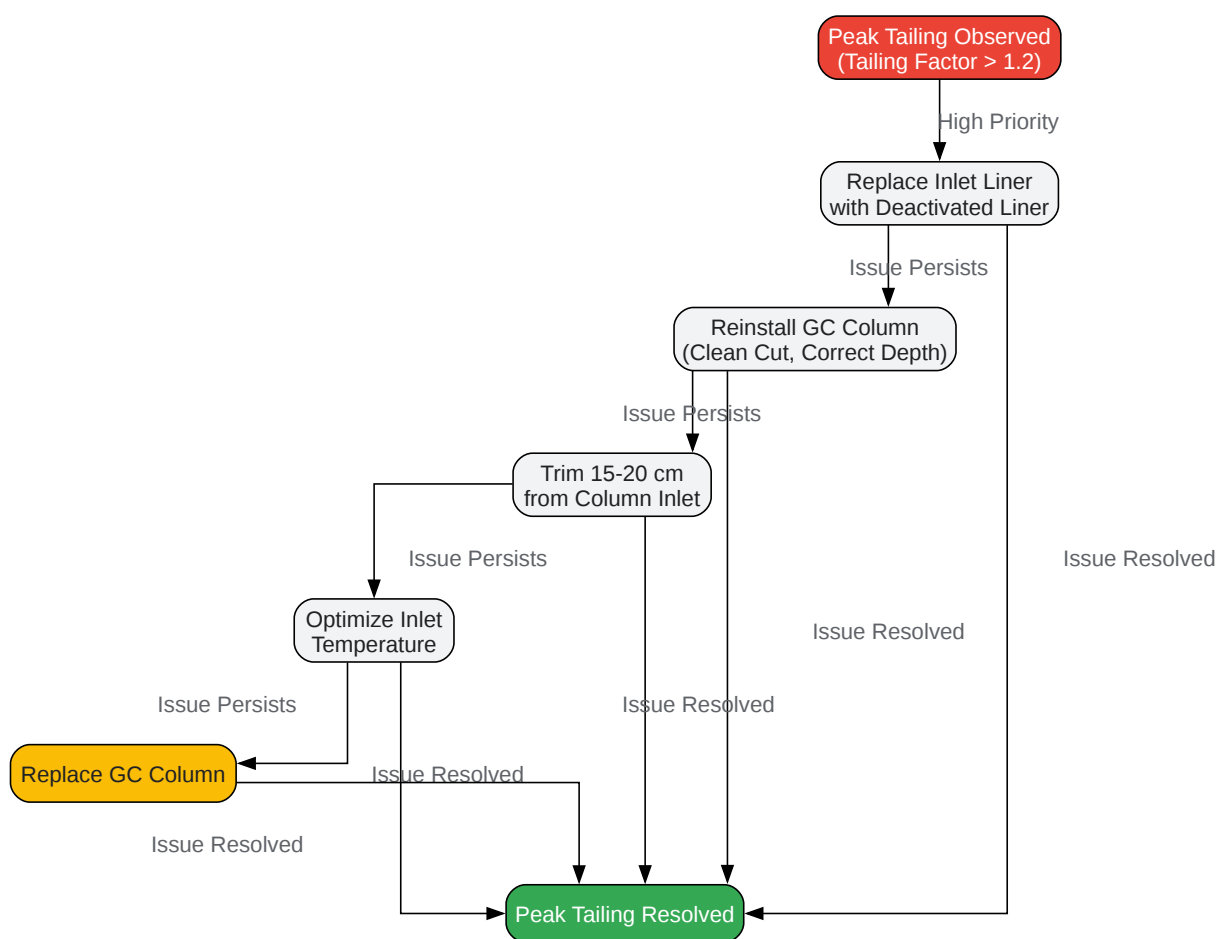 Peak Tailing Observed
(Tailing Factor > 1.2)
High Priority
Replace Inlet Liner
with Deactivated Liner
Issue Persists
Reinstall GC Column
(Clean Cut, Correct Depth)
Issue Persists
Trim 15-20 cm
from Column Inlet
Issue Persists
Issue Resolved
Optimize Inlet
Temperature
Issue Resolved
Issue Persists
Issue Resolved
Replace GC Column
Issue Resolved
Issue Resolved
Peak Tailing Resolved